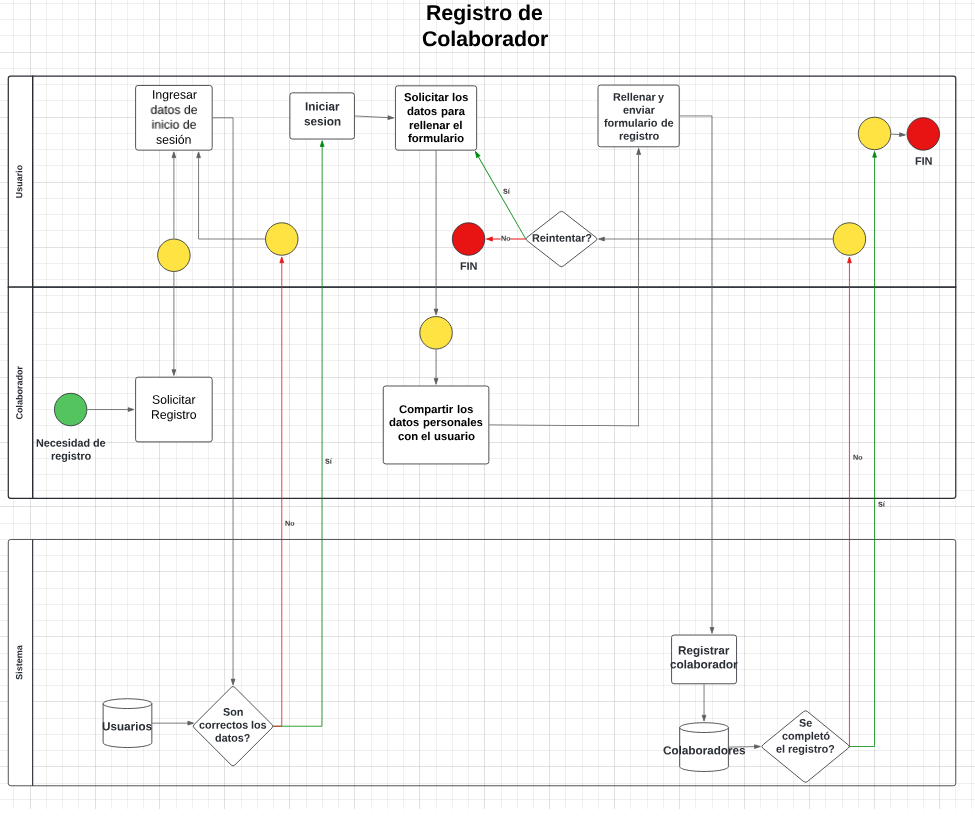 Registro de
Colaborador
Usuario
Ingresar
datos de
inicio de
sesión
Iniciar
sesion
Solicitar los
datos para
rellenar el
formulario
Rellenar y
enviar
formulario de
registro
FIN
Sí
Reintentar?
No
FIN
Colaborador
Necesidad de
registro
Solicitar
Registro
Compartir los
datos personales
con el usuario
Sí
No
No
Sí
Sistema
Usuarios
Son
correctos los
datos?
Registrar
colaborador
Colaboradores
Se
completó
el registro?